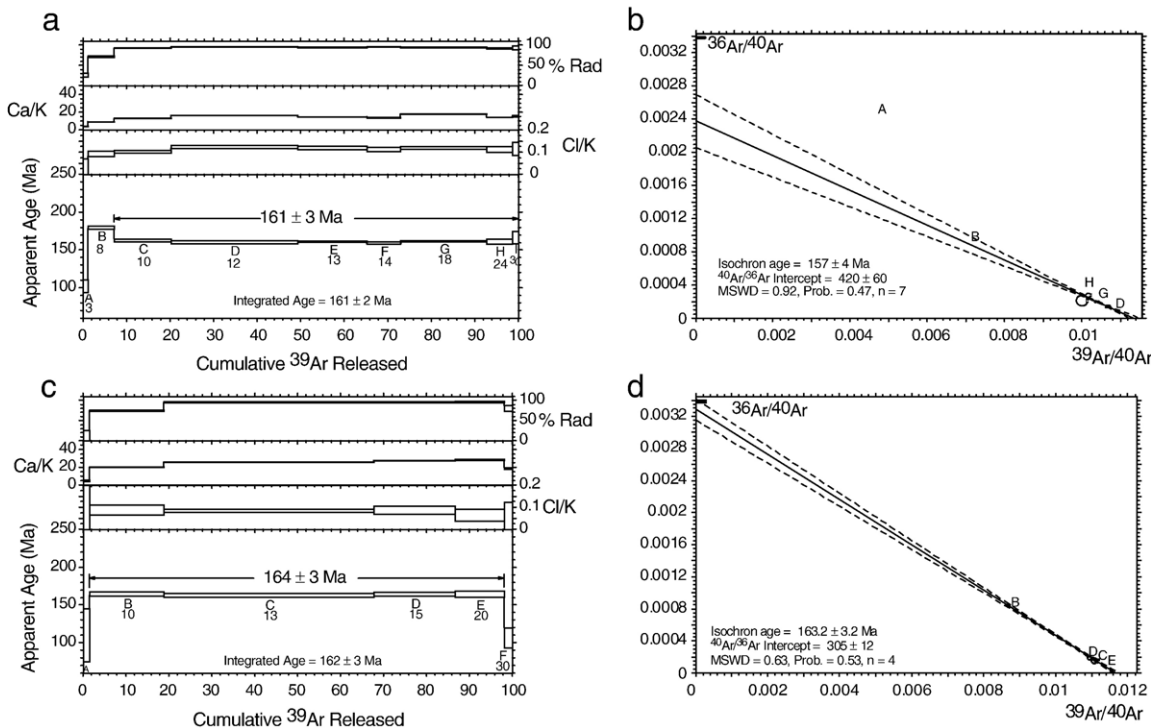 a
100
50
0
% Rad
Ca/K
40
20
0
0.2
0.1
0
Cl/K
Apparent Age (Ma)
250
200
150
100
161 ± 3 Ma
B
8
C
10
D
12
E
13
F
14
G
18
H
24
A
3
Integrated Age = 161 ± 2 Ma
0 10 20 30 40 50 60 70 80 90 100
Cumulative 39Ar Released
b
36Ar/40Ar
0.0032
0.0028
0.0024
0.002
0.0016
0.0012
0.0008
0.0004
0
A
B
H
G
D
Isochron age = 157 ± 4 Ma
40Ar/36Ar Intercept = 420 ± 60
MSWD = 0.92, Prob. = 0.47, n = 7
0 0.002 0.004 0.006 0.008 0.01
39Ar/40Ar
c
100
50
0
% Rad
Ca/K
40
20
0
0.2
0.1
0
Cl/K
Apparent Age (Ma)
250
200
150
100
164 ± 3 Ma
B
10
C
13
D
15
E
20
F
30
A
Integrated Age = 162 ± 3 Ma
0 10 20 30 40 50 60 70 80 90 100
Cumulative 39Ar Released
d
36Ar/40Ar
0.0032
0.0028
0.0024
0.002
0.0016
0.0012
0.0008
0.0004
0
B
D
C
E
Isochron age = 163.2 ± 3.2 Ma
40Ar/36Ar Intercept = 305 ± 12
MSWD = 0.63, Prob. = 0.53, n = 4
0 0.002 0.004 0.006 0.008 0.01 0.012
39Ar/40Ar